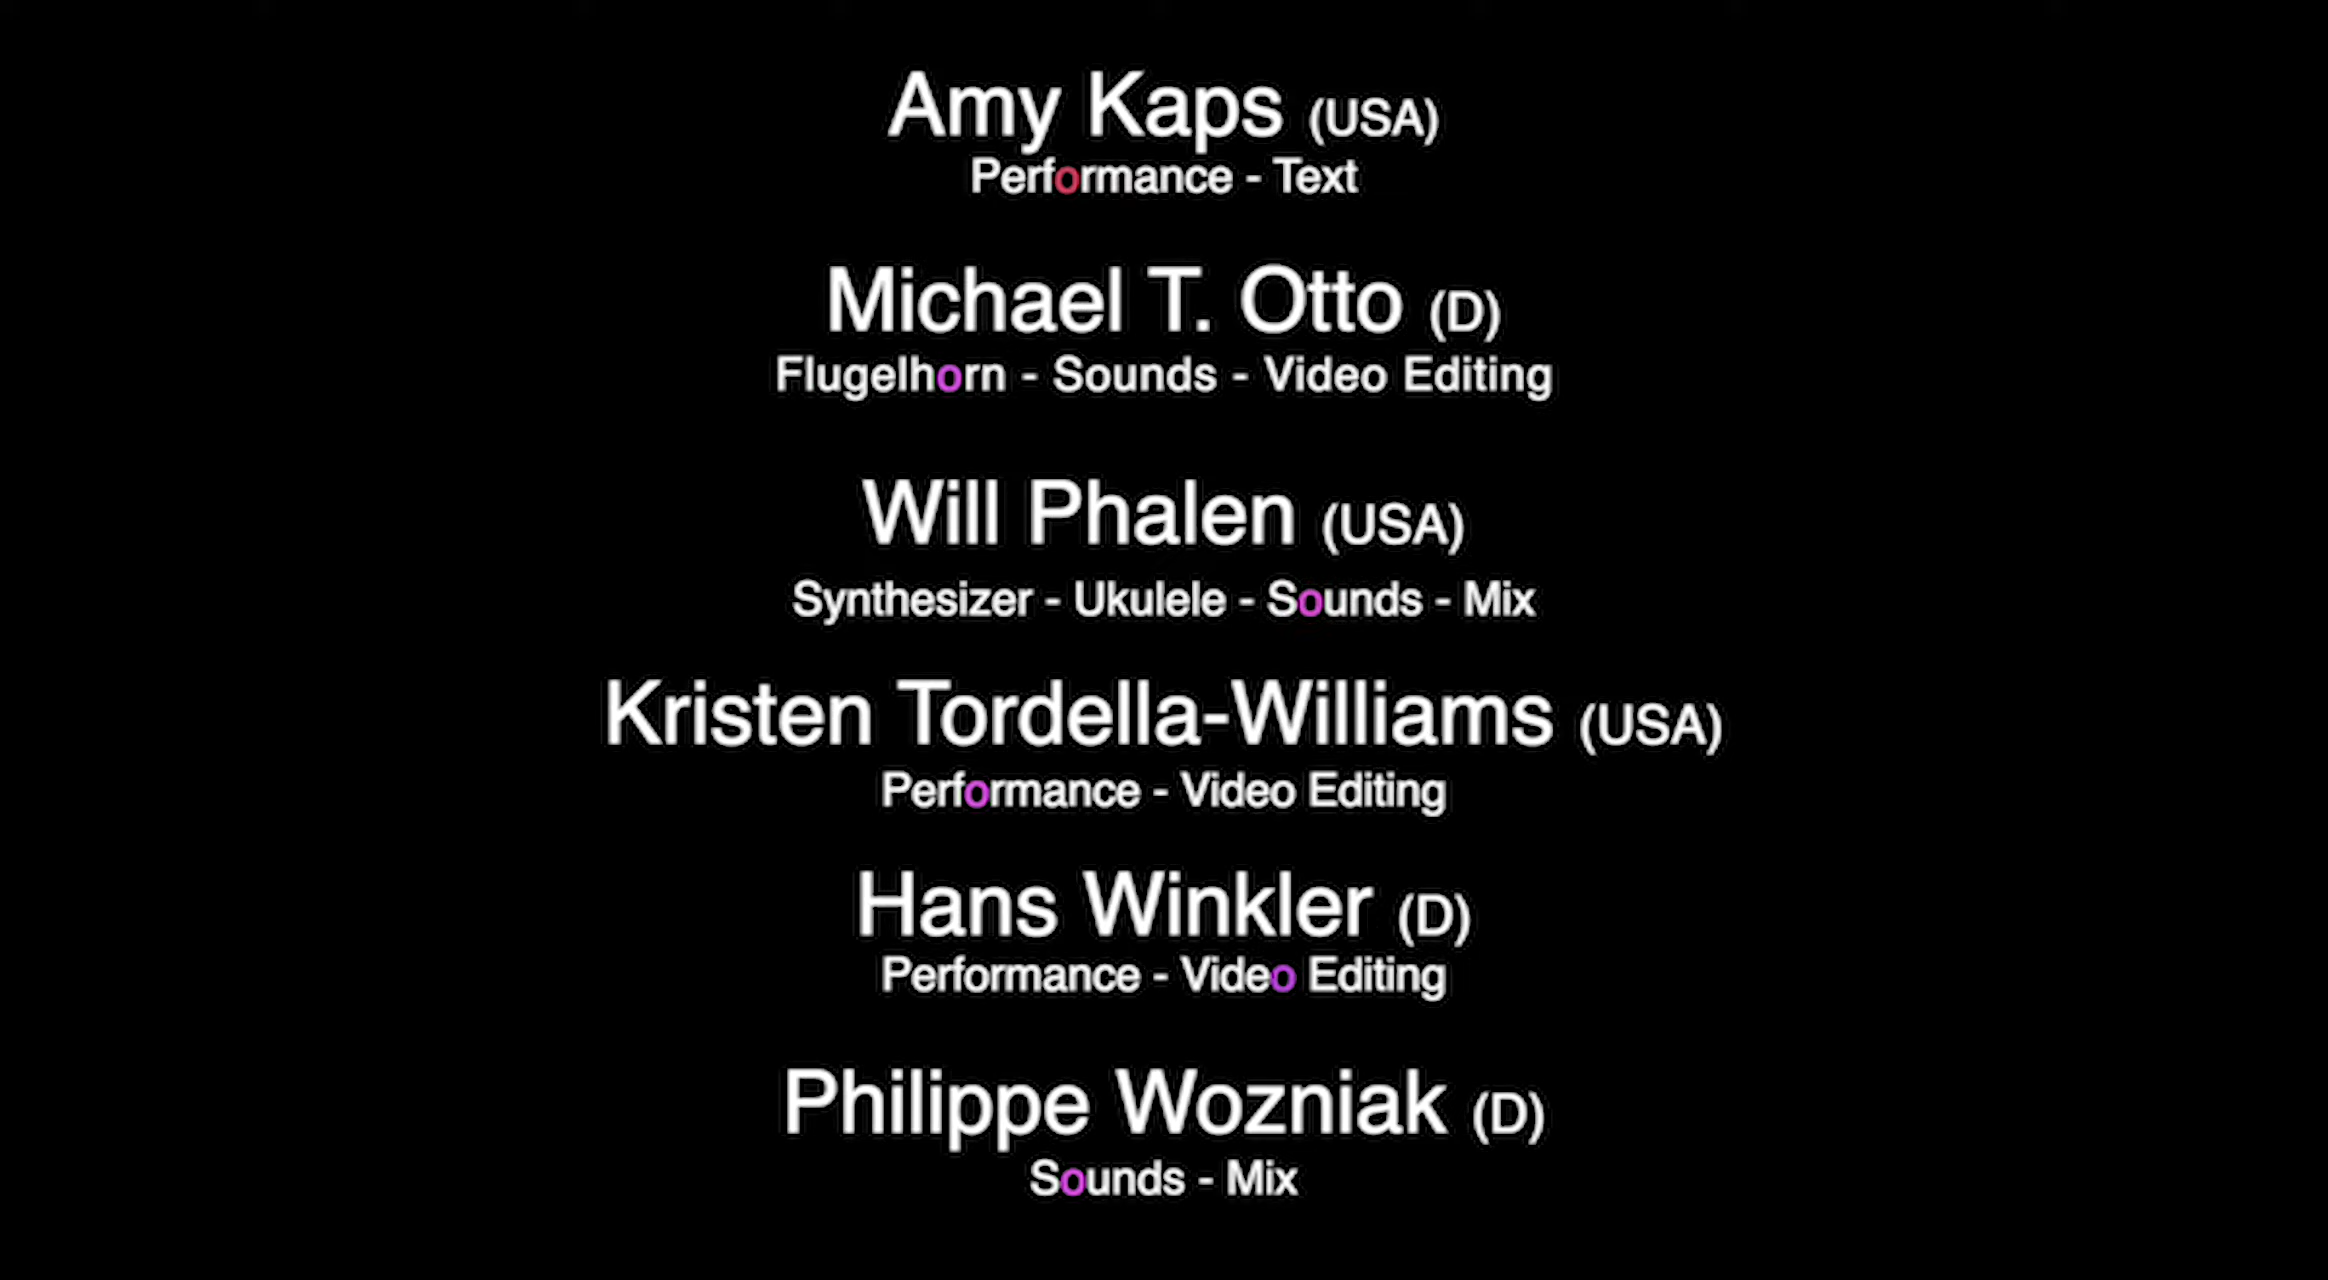 Amy Kaps (USA)
Performance - Text
Michael T. Otto (D)
Flugelhorn - Sounds - Video Editing
Will Phalen (USA)
Synthesizer - Ukulele - Sounds - Mix
Kristen Tordella-Williams (USA)
Performance - Video Editing
Hans Winkler (D)
Performance - Video Editing
Philippe Wozniak (D)
Sounds - Mix